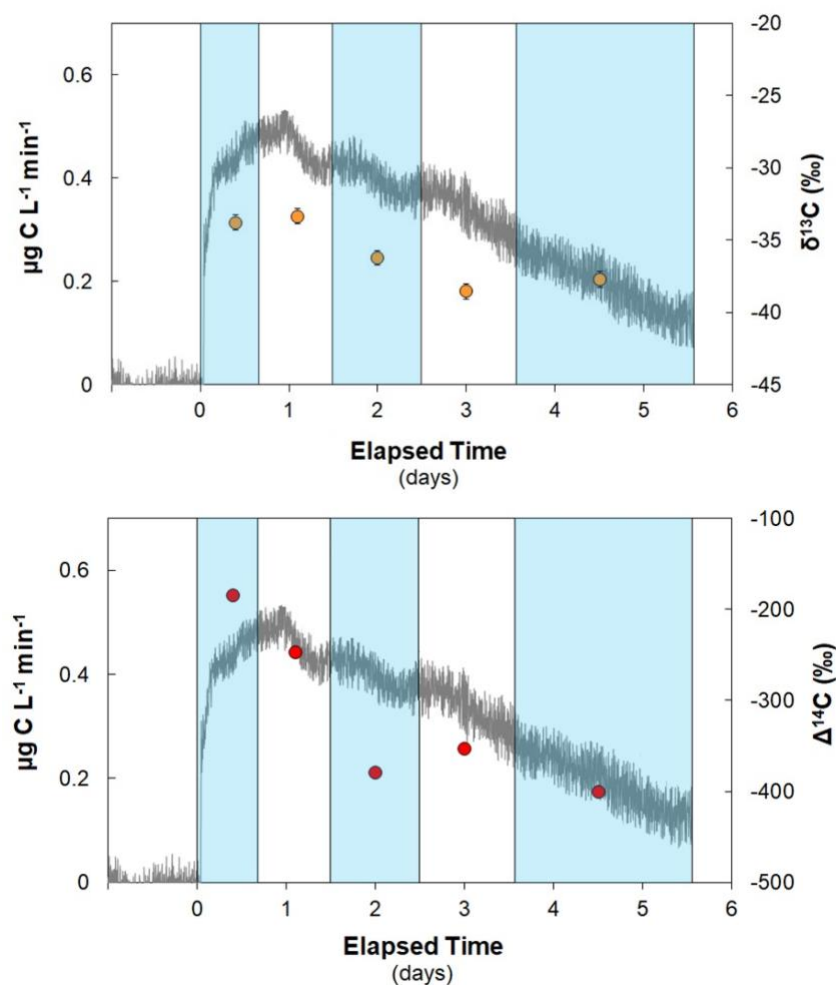 µg C L-1 min-1
0.6
0.4
0.2
0
-20
-25
-30
-35
-40
-45
δ13C (‰)
0 1 2 3 4 5 6
Elapsed Time
(days)
µg C L-1 min-1
0.6
0.4
0.2
0
-100
-200
-300
-400
-500
Δ14C (‰)
0 1 2 3 4 5 6
Elapsed Time
(days)